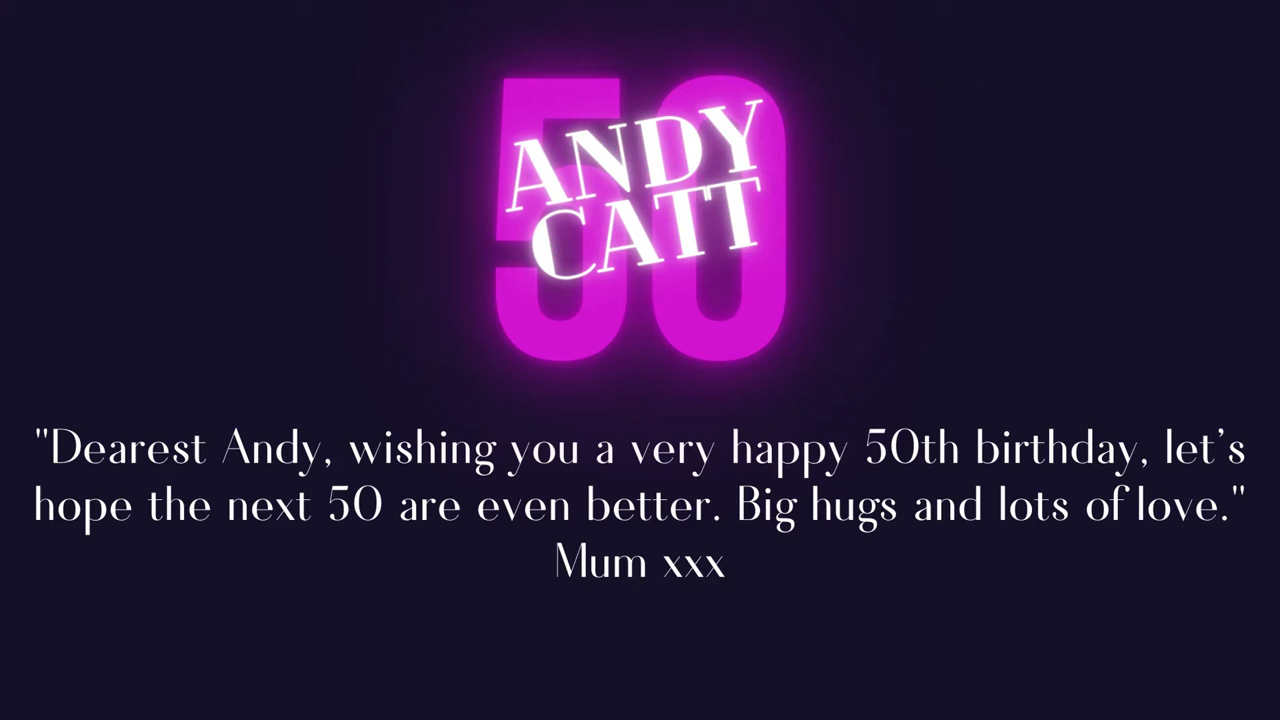 50
ANDY
CATT
"Dearest Andy, wishing you a very happy 50th birthday, let’s
hope the next 50 are even better. Big hugs and lots of love."
Mum xxx